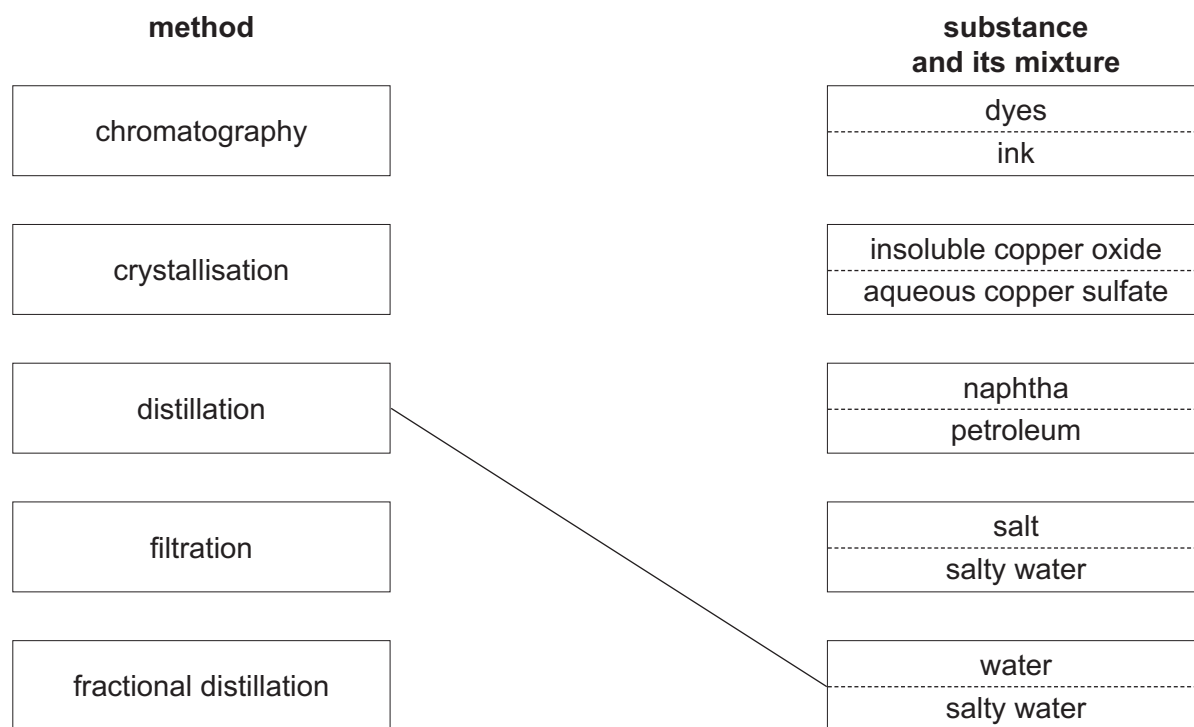 method
substance
and its mixture
chromatography
dyes
ink
crystallisation
insoluble copper oxide
aqueous copper sulfate
distillation
naphtha
petroleum
filtration
salt
salty water
fractional distillation
water
salty water